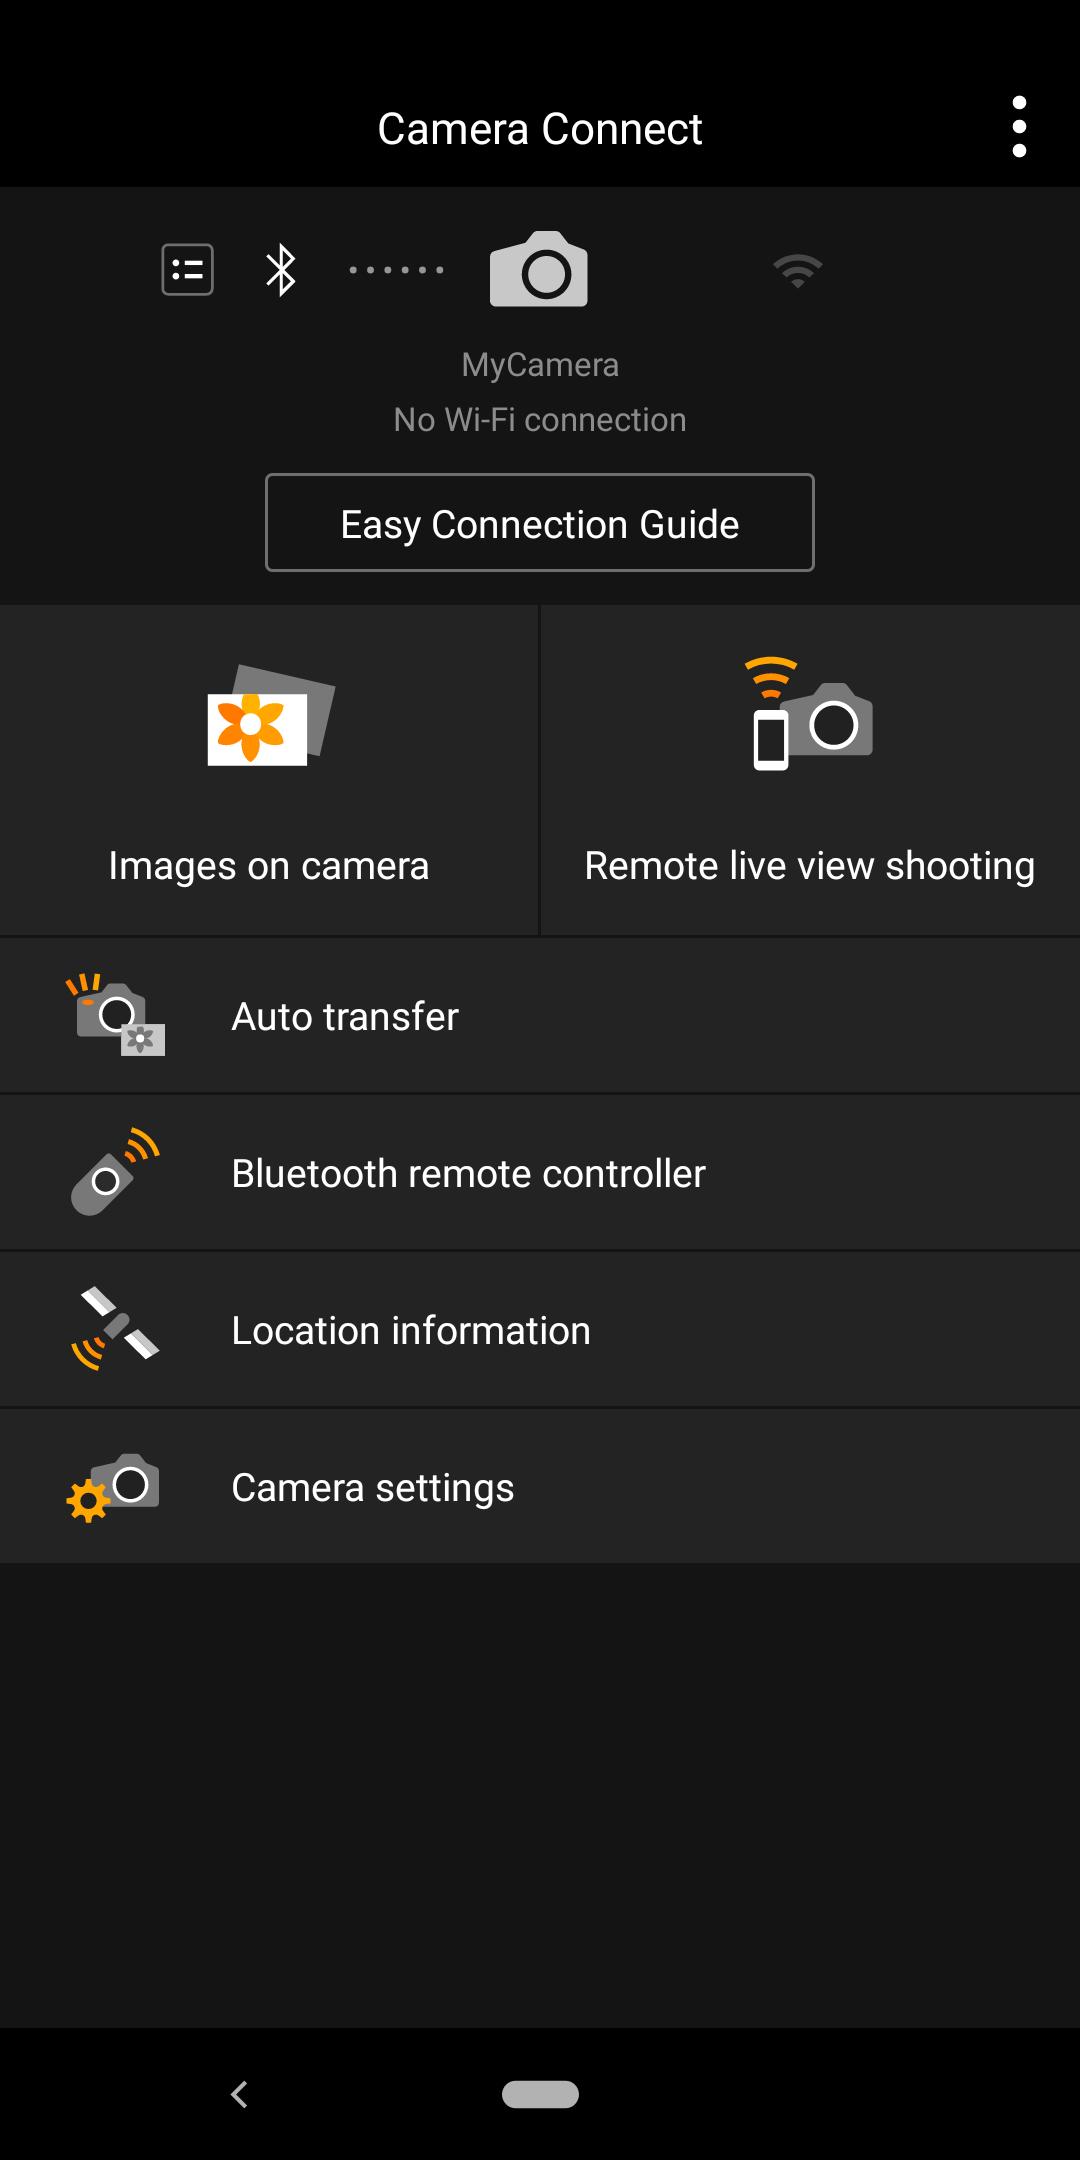 Camera Connect
MyCamera
No Wi-Fi connection
Easy Connection Guide
Images on camera
Remote live view shooting
Auto transfer
Bluetooth remote controller
Location information
Camera settings